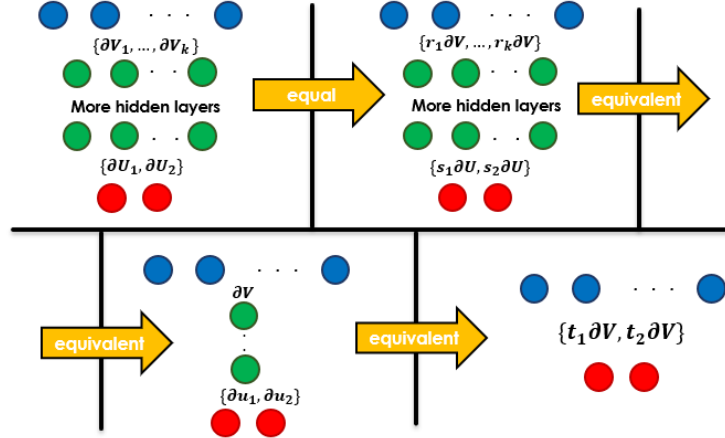 {∂V₁, …, ∂Vₖ}
More hidden layers
{∂U₁, ∂U₂}
equal
{r₁∂V, …, rₖ∂V}
More hidden layers
{s₁∂U, s₂∂U}
equivalent
equivalent
∂V
{∂u₁, ∂u₂}
equivalent
{t₁∂V, t₂∂V}